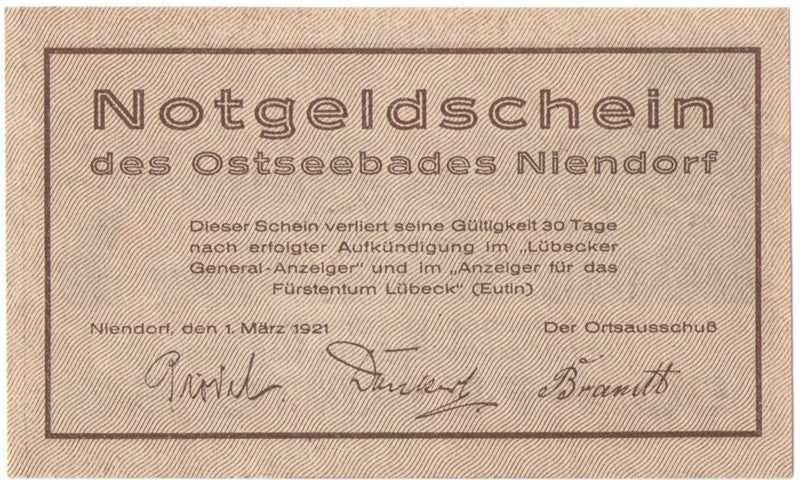 Notgeldschein
des Ostseebades Niendorf
Dieser Schein verliert seine Gültigkeit 30 Tage
nach erfolgter Aufkündigung im „Lübecker
General-Anzeiger“ und im „Anzeiger für das
Fürstentum Lübeck“ (Eutin)
Niendorf, den 1. März 1921 Der Ortsausschuß